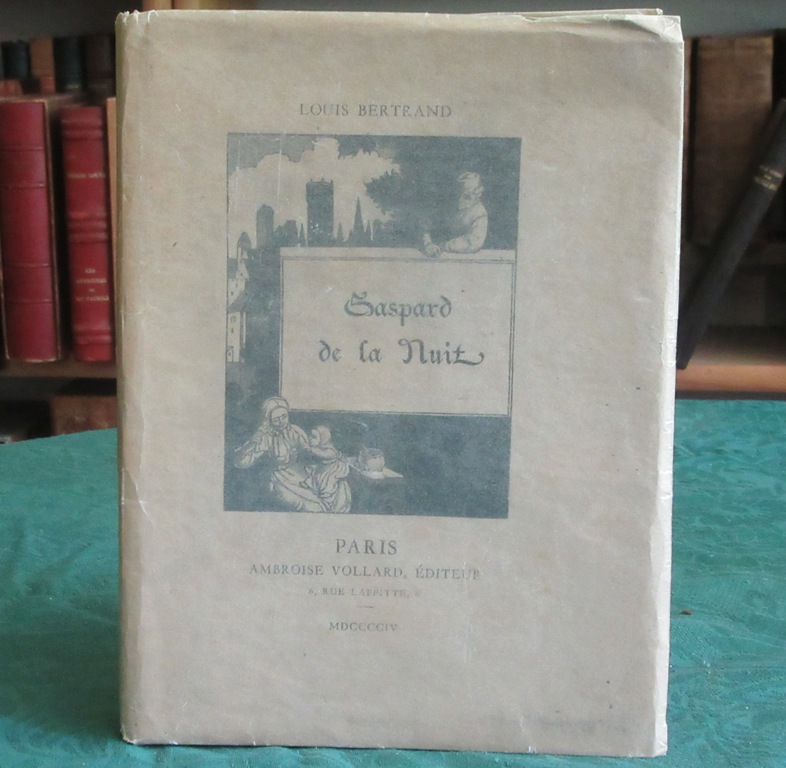 LOUIS BERTRAND
Gaspard
de la Nuit
PARIS
AMBROISE VOLLARD, ÉDITEUR
6, RUE LAFFITTE, 6
MDCCCCIV